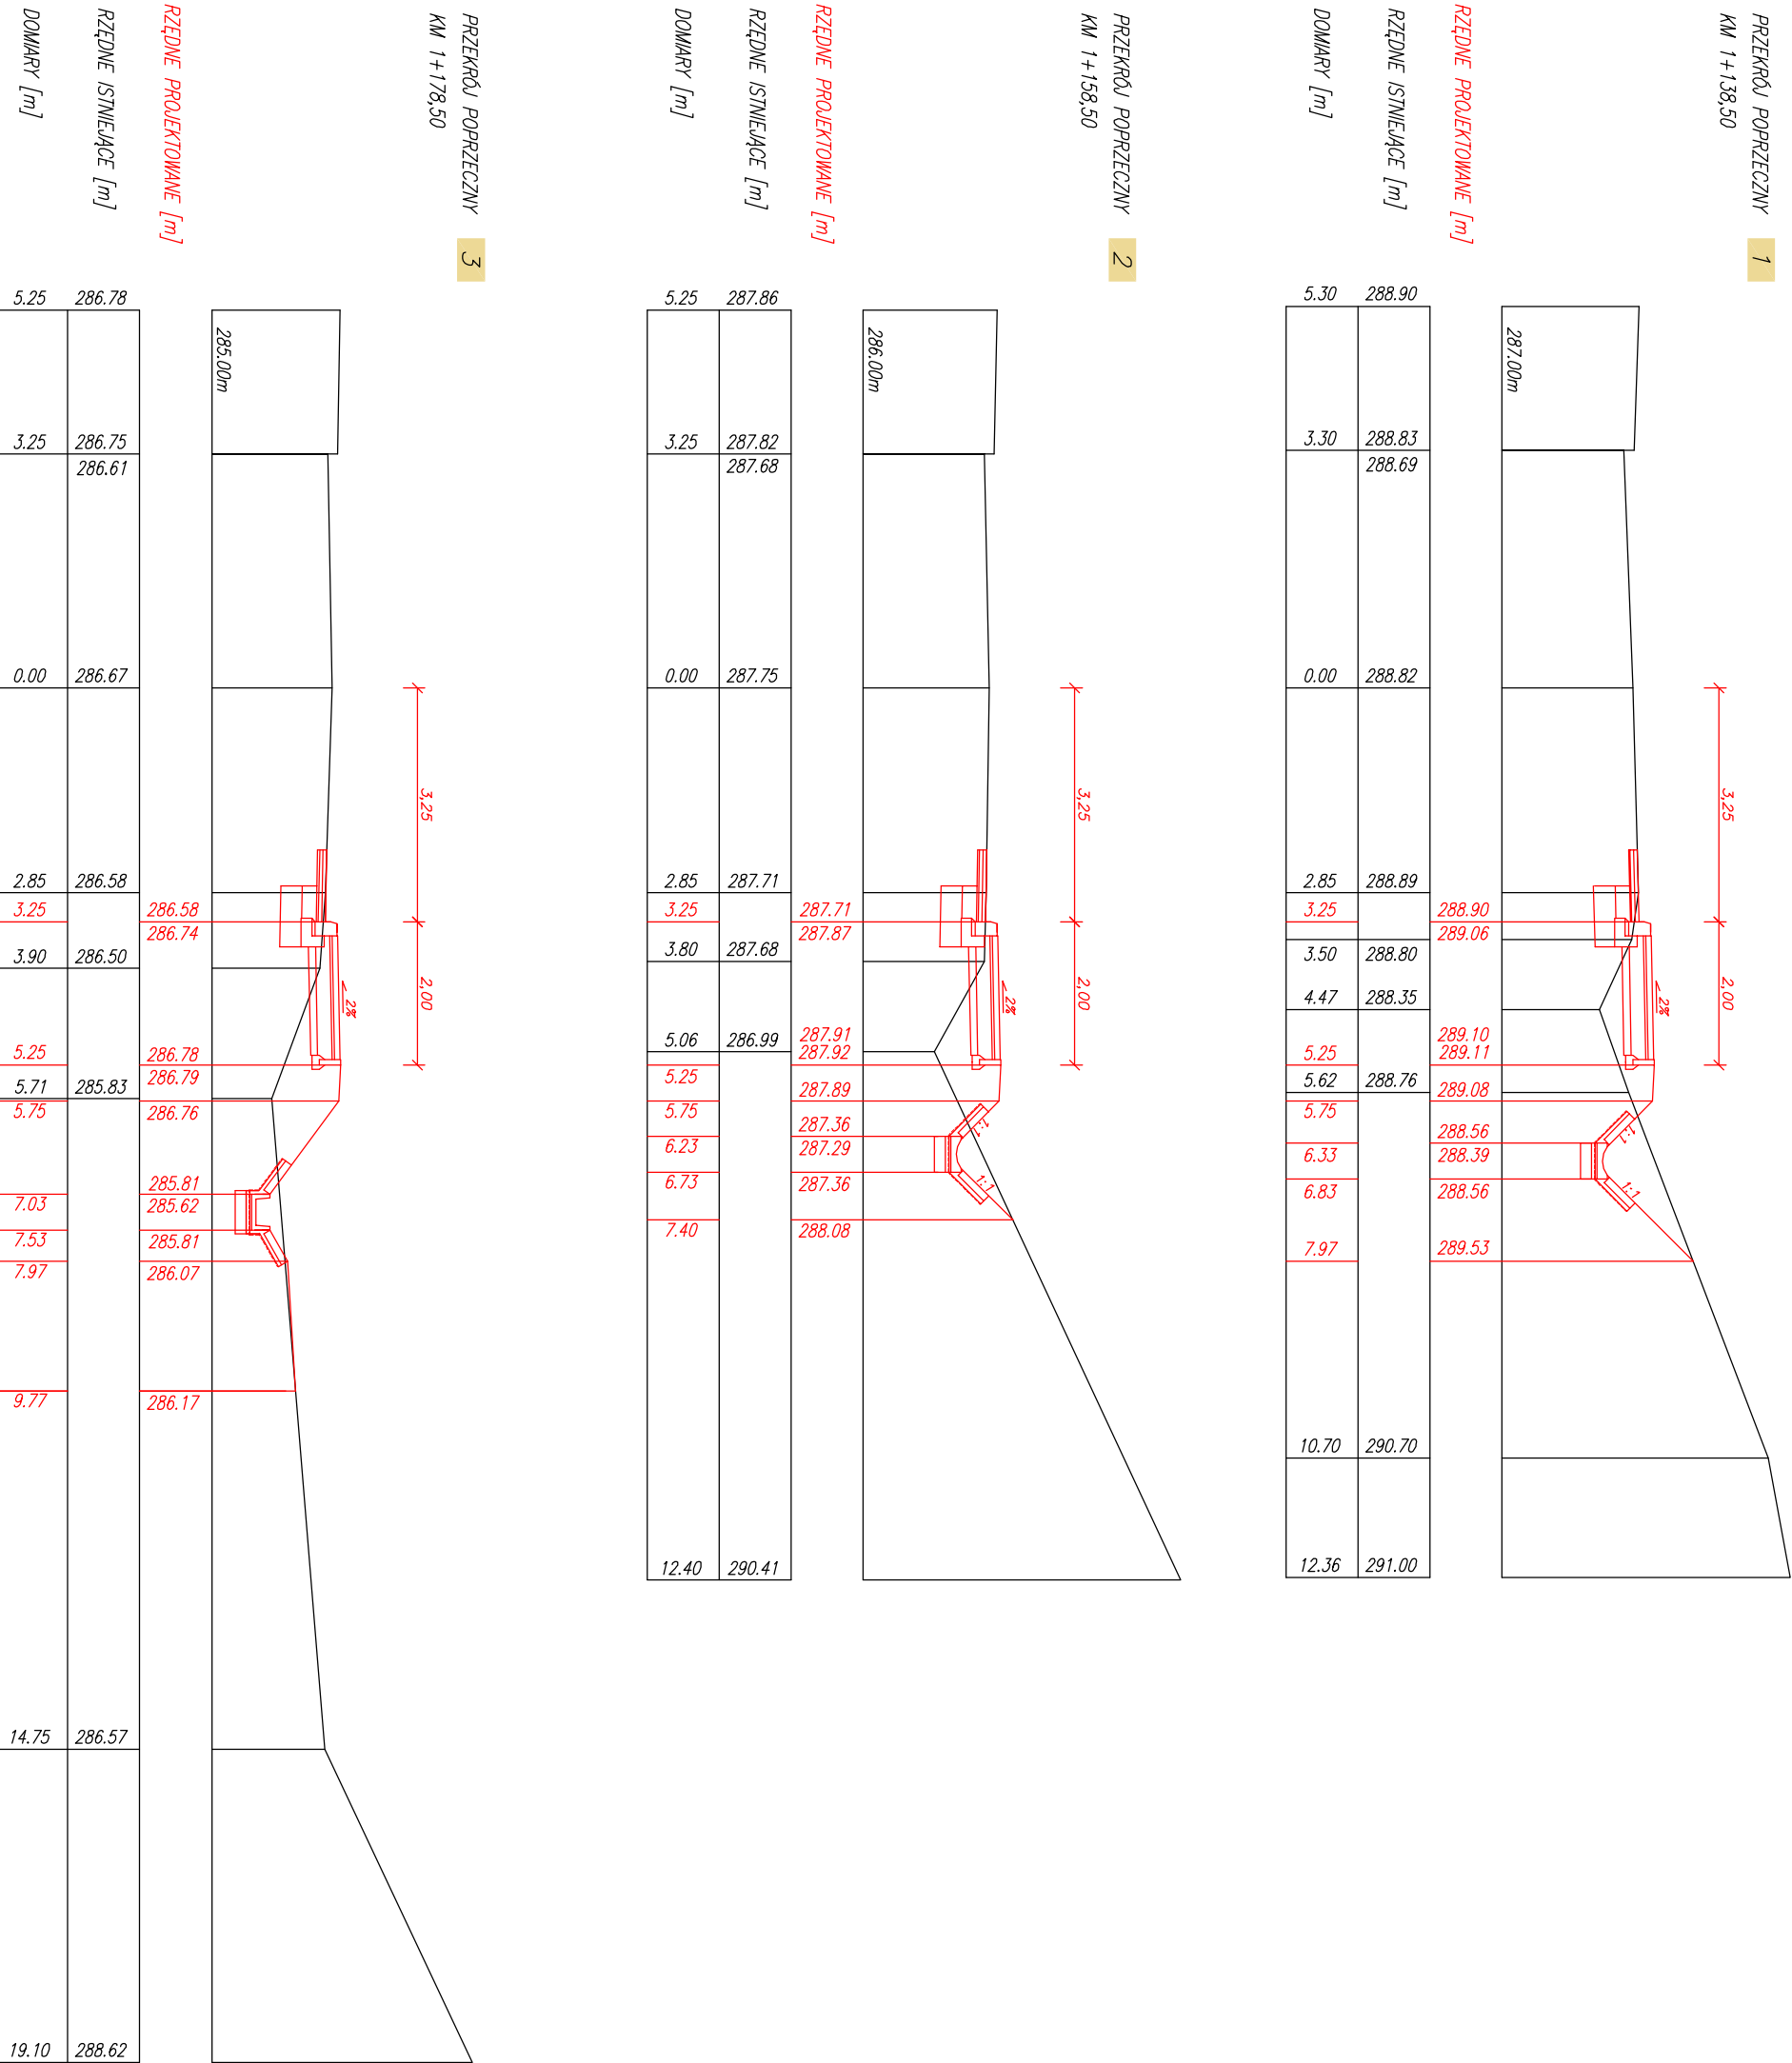 PRZEKRÓJ POPRZECZNY 1
KM 1+138,50
3,25 2,00
2%
1:1 1:1
287.00m
RZĘDNE PROJEKTOWANE [m]
288.90 289.06 289.10 289.11 289.08 288.56 288.39 288.56 289.53
RZĘDNE ISTNIEJĄCE [m]
288.90 288.83 288.69 288.82 288.89 288.80 288.35 288.76 290.70 291.00
DOMIARY [m]
5.30 3.30 0.00 2.85 3.25 3.50 4.47 5.25 5.62 5.75 6.33 6.83 7.97 10.70 12.36
PRZEKRÓJ POPRZECZNY 2
KM 1+158,50
3,25 2,00
2%
1:1 1:1
286.00m
RZĘDNE PROJEKTOWANE [m]
287.71 287.87 287.91 287.92 287.89 287.36 287.29 287.36 288.08
RZĘDNE ISTNIEJĄCE [m]
287.86 287.82 287.68 287.75 287.71 287.68 286.99 290.41
DOMIARY [m]
5.25 3.25 0.00 2.85 3.25 3.80 5.06 5.25 5.75 6.23 6.73 7.40 12.40
PRZEKRÓJ POPRZECZNY 3
KM 1+178,50
3,25 2,00
2%
285.00m
RZĘDNE PROJEKTOWANE [m]
286.58 286.74 286.78 286.79 286.76 285.81 285.62 285.81 286.07 286.17
RZĘDNE ISTNIEJĄCE [m]
286.78 286.75 286.61 286.67 286.58 286.50 285.83 286.57 288.62
DOMIARY [m]
5.25 3.25 0.00 2.85 3.25 3.90 5.25 5.71 5.75 7.03 7.53 7.97 9.77 14.75 19.10